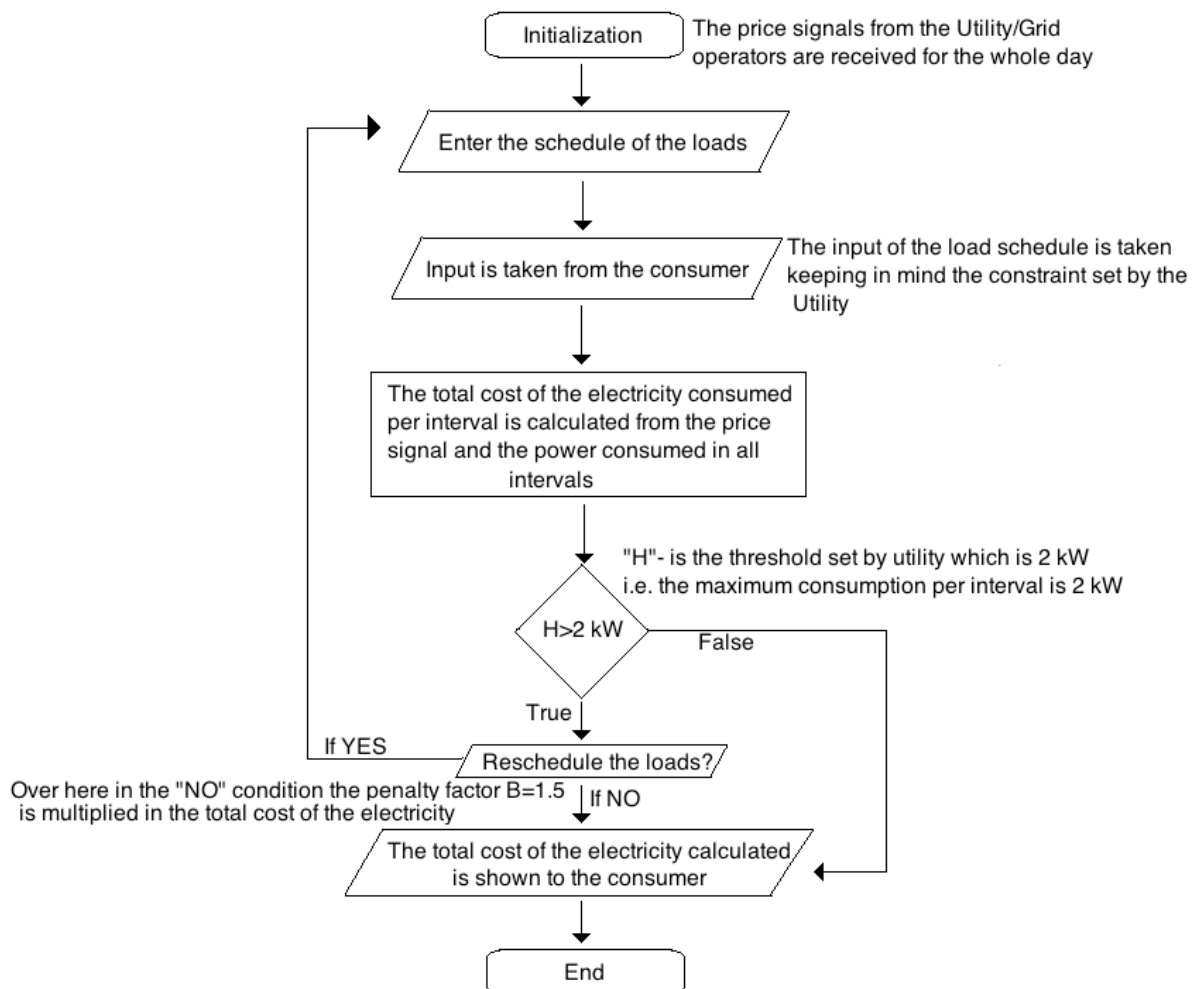 Initialization
The price signals from the Utility/Grid
operators are received for the whole day
Enter the schedule of the loads
Input is taken from the consumer
The input of the load schedule is taken
keeping in mind the constraint set by the
Utility
The total cost of the electricity consumed
per interval is calculated from the price
signal and the power consumed in all
intervals
"H"- is the threshold set by utility which is 2 kW
i.e. the maximum consumption per interval is 2 kW
H>2 kW
False
True
If YES
Reschedule the loads?
Over here in the "NO" condition the penalty factor B=1.5
is multiplied in the total cost of the electricity
If NO
The total cost of the electricity calculated
is shown to the consumer
End